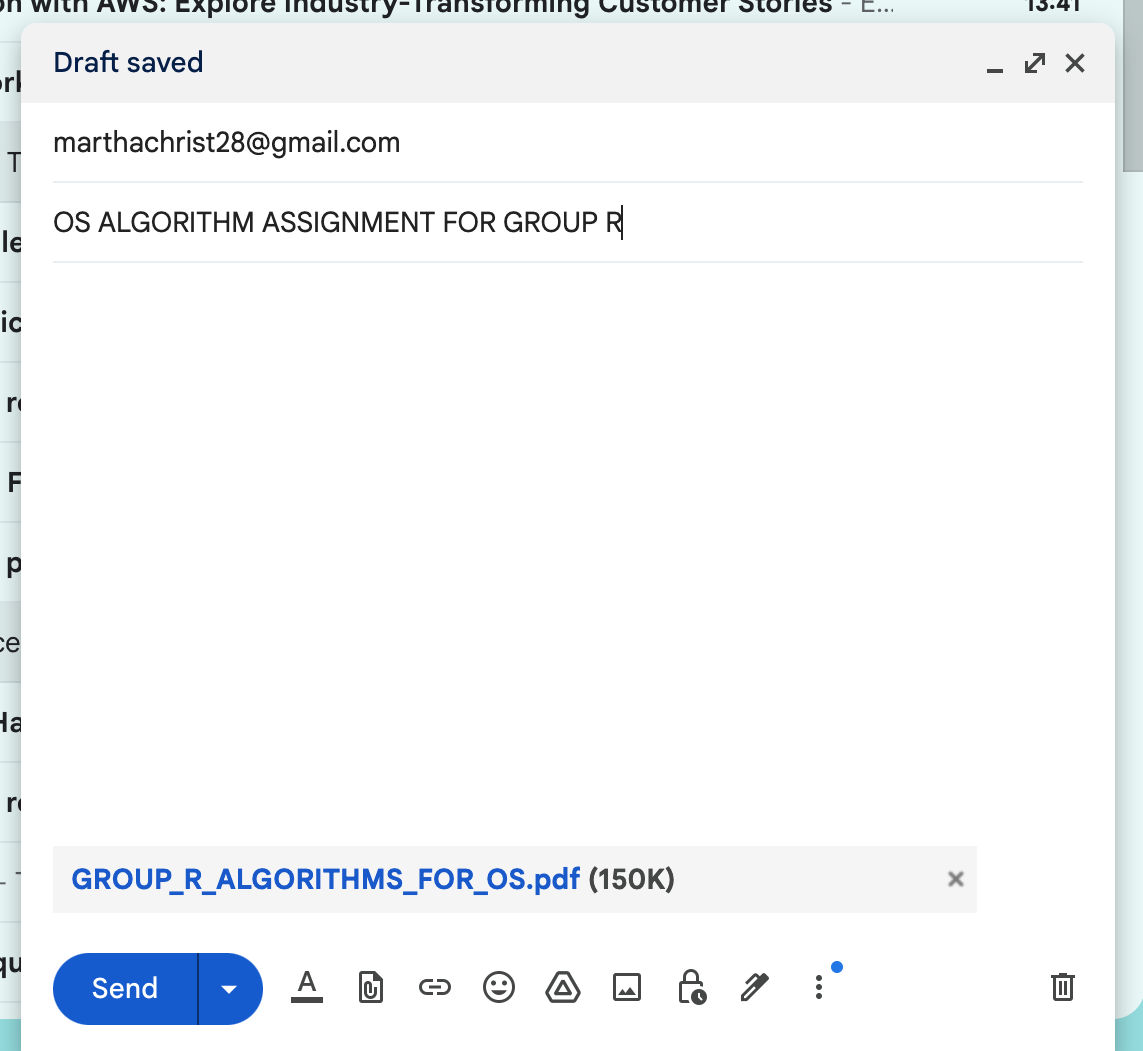 on with AWS: Explore Industry-Transforming Customer Stories - E... 13:41
Draft saved
marthachrist28@gmail.com
OS ALGORITHM ASSIGNMENT FOR GROUP R
GROUP_R_ALGORITHMS_FOR_OS.pdf (150K)
Send